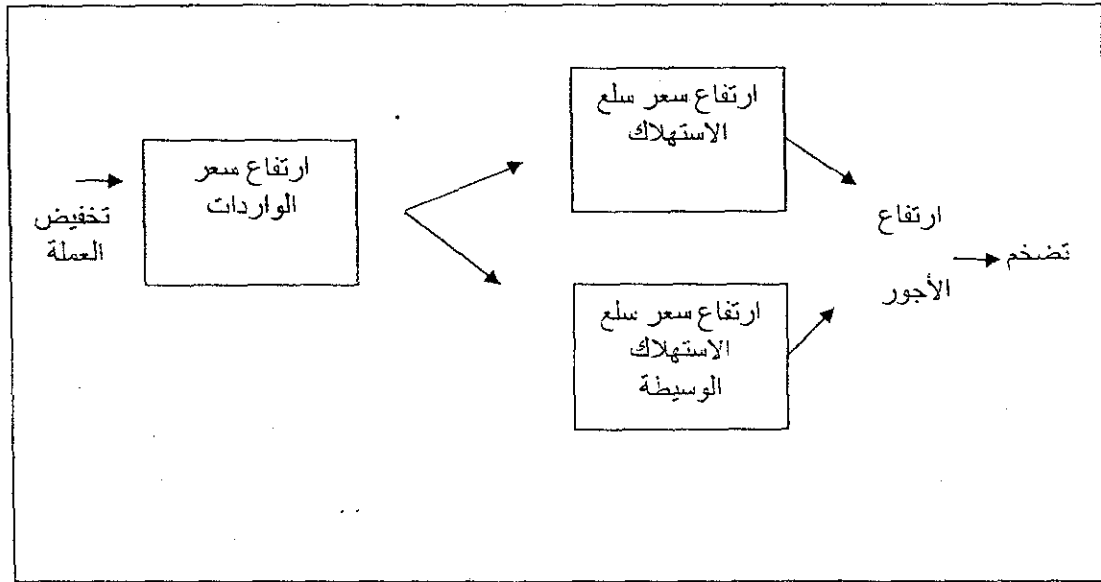 تخفيض
العملة
ارتفاع سعر
الواردات
ارتفاع سعر سلع
الاستهلاك
ارتفاع سعر سلع
الاستهلاك
الوسيطة
ارتفاع
الأجور
تضخم